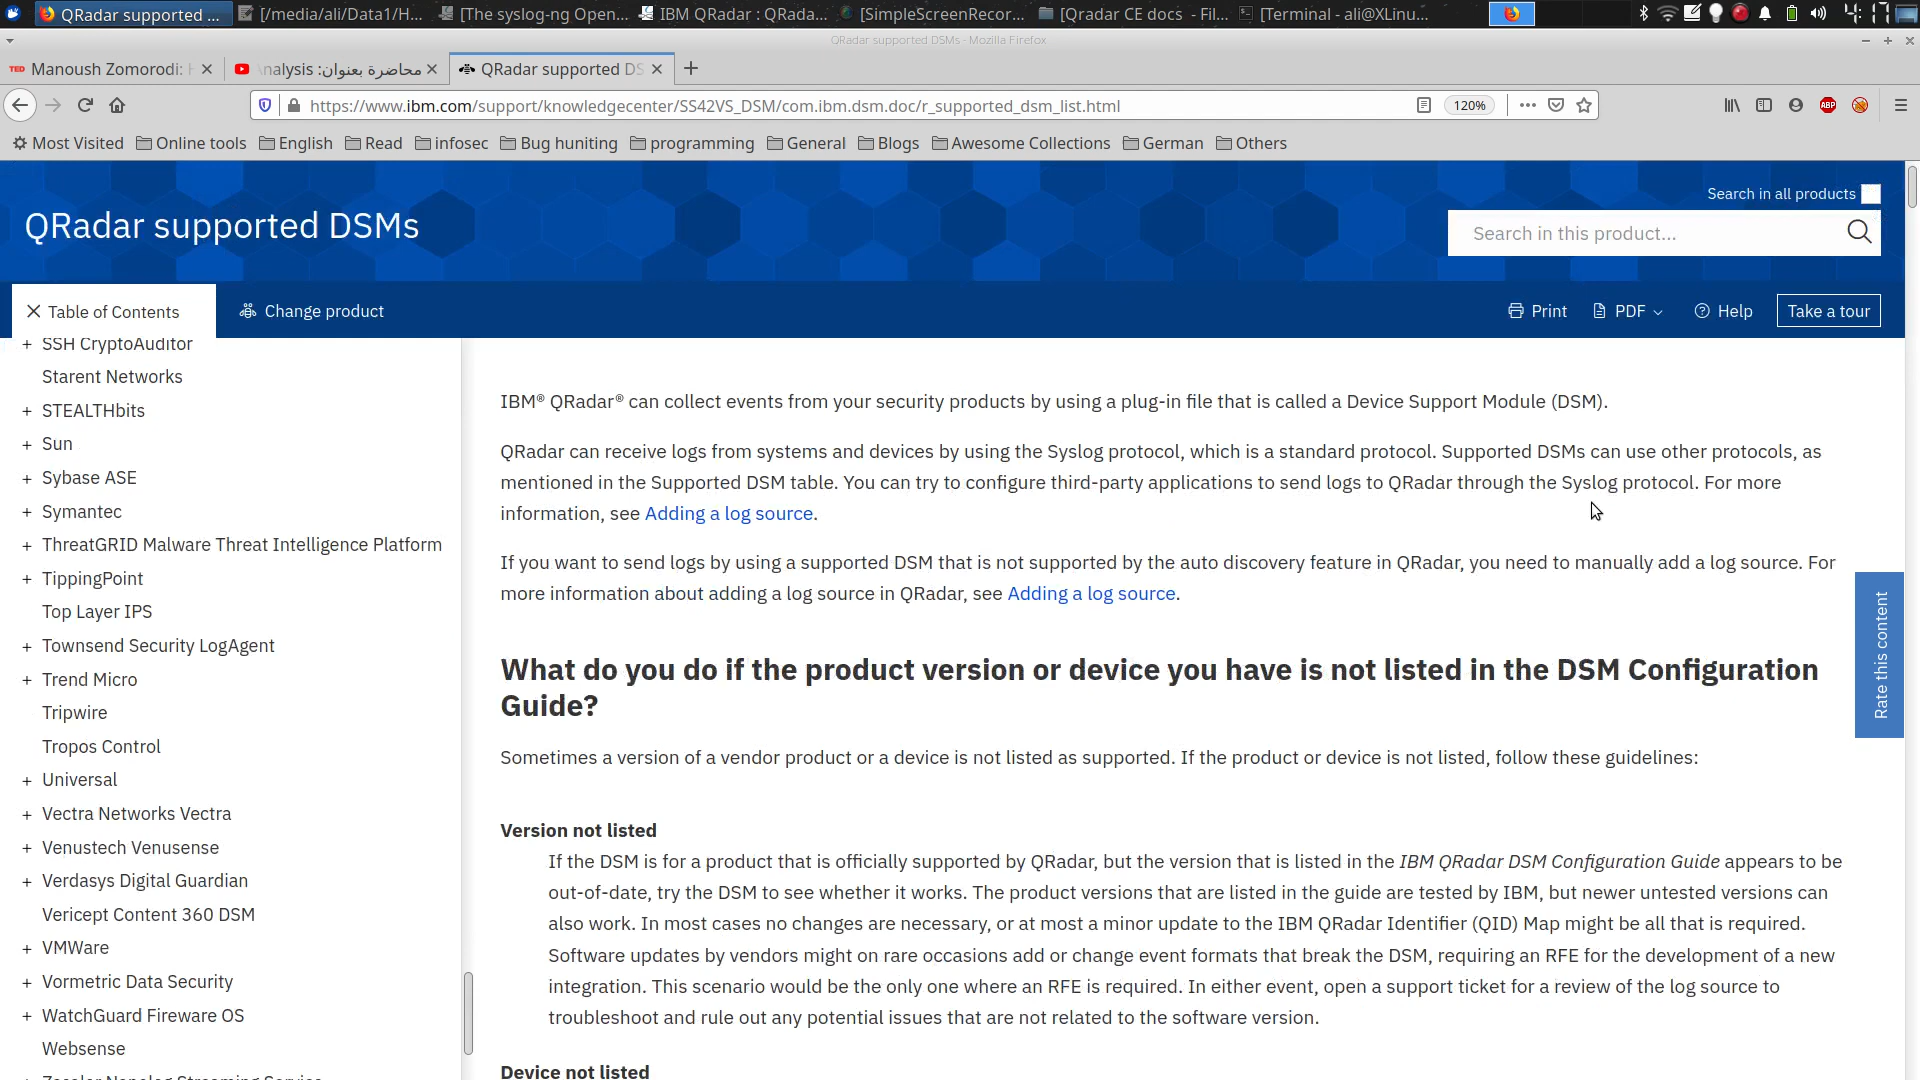 QRadar supported ...
[/media/ali/Data1/H...
[The syslog-ng Open...
IBM QRadar : QRada...
[SimpleScreenRecor...
[Qradar CE docs - Fil...
[Terminal - ali@XLinu...
4:17
QRadar supported DSMs - Mozilla Firefox
TED Manoush Zomorodi:
nalysis: محاضرة بعنوان
QRadar supported DS
https://www.ibm.com/support/knowledgecenter/SS42VS_DSM/com.ibm.dsm.doc/r_supported_dsm_list.html
120%
ABP
Most Visited
Online tools
English
Read
infosec
Bug huniting
programming
General
Blogs
Awesome Collections
German
Others
QRadar supported DSMs
Search in all products
Search in this product...
Table of Contents
Change product
Print
PDF
Help
Take a tour
+ SSH CryptoAuditor
Starent Networks
+ STEALTHbits
+ Sun
+ Sybase ASE
+ Symantec
+ ThreatGRID Malware Threat Intelligence Platform
+ TippingPoint
Top Layer IPS
+ Townsend Security LogAgent
+ Trend Micro
Tripwire
Tropos Control
+ Universal
+ Vectra Networks Vectra
+ Venustech Venusense
+ Verdasys Digital Guardian
Vericept Content 360 DSM
+ VMWare
+ Vormetric Data Security
+ WatchGuard Fireware OS
Websense
IBM® QRadar® can collect events from your security products by using a plug-in file that is called a Device Support Module (DSM).
QRadar can receive logs from systems and devices by using the Syslog protocol, which is a standard protocol. Supported DSMs can use other protocols, as
mentioned in the Supported DSM table. You can try to configure third-party applications to send logs to QRadar through the Syslog protocol. For more
information, see Adding a log source.
If you want to send logs by using a supported DSM that is not supported by the auto discovery feature in QRadar, you need to manually add a log source. For
more information about adding a log source in QRadar, see Adding a log source.
What do you do if the product version or device you have is not listed in the DSM Configuration
Guide?
Sometimes a version of a vendor product or a device is not listed as supported. If the product or device is not listed, follow these guidelines:
Version not listed
If the DSM is for a product that is officially supported by QRadar, but the version that is listed in the IBM QRadar DSM Configuration Guide appears to be
out-of-date, try the DSM to see whether it works. The product versions that are listed in the guide are tested by IBM, but newer untested versions can
also work. In most cases no changes are necessary, or at most a minor update to the IBM QRadar Identifier (QID) Map might be all that is required.
Software updates by vendors might on rare occasions add or change event formats that break the DSM, requiring an RFE for the development of a new
integration. This scenario would be the only one where an RFE is required. In either event, open a support ticket for a review of the log source to
troubleshoot and rule out any potential issues that are not related to the software version.
Device not listed
Rate this content